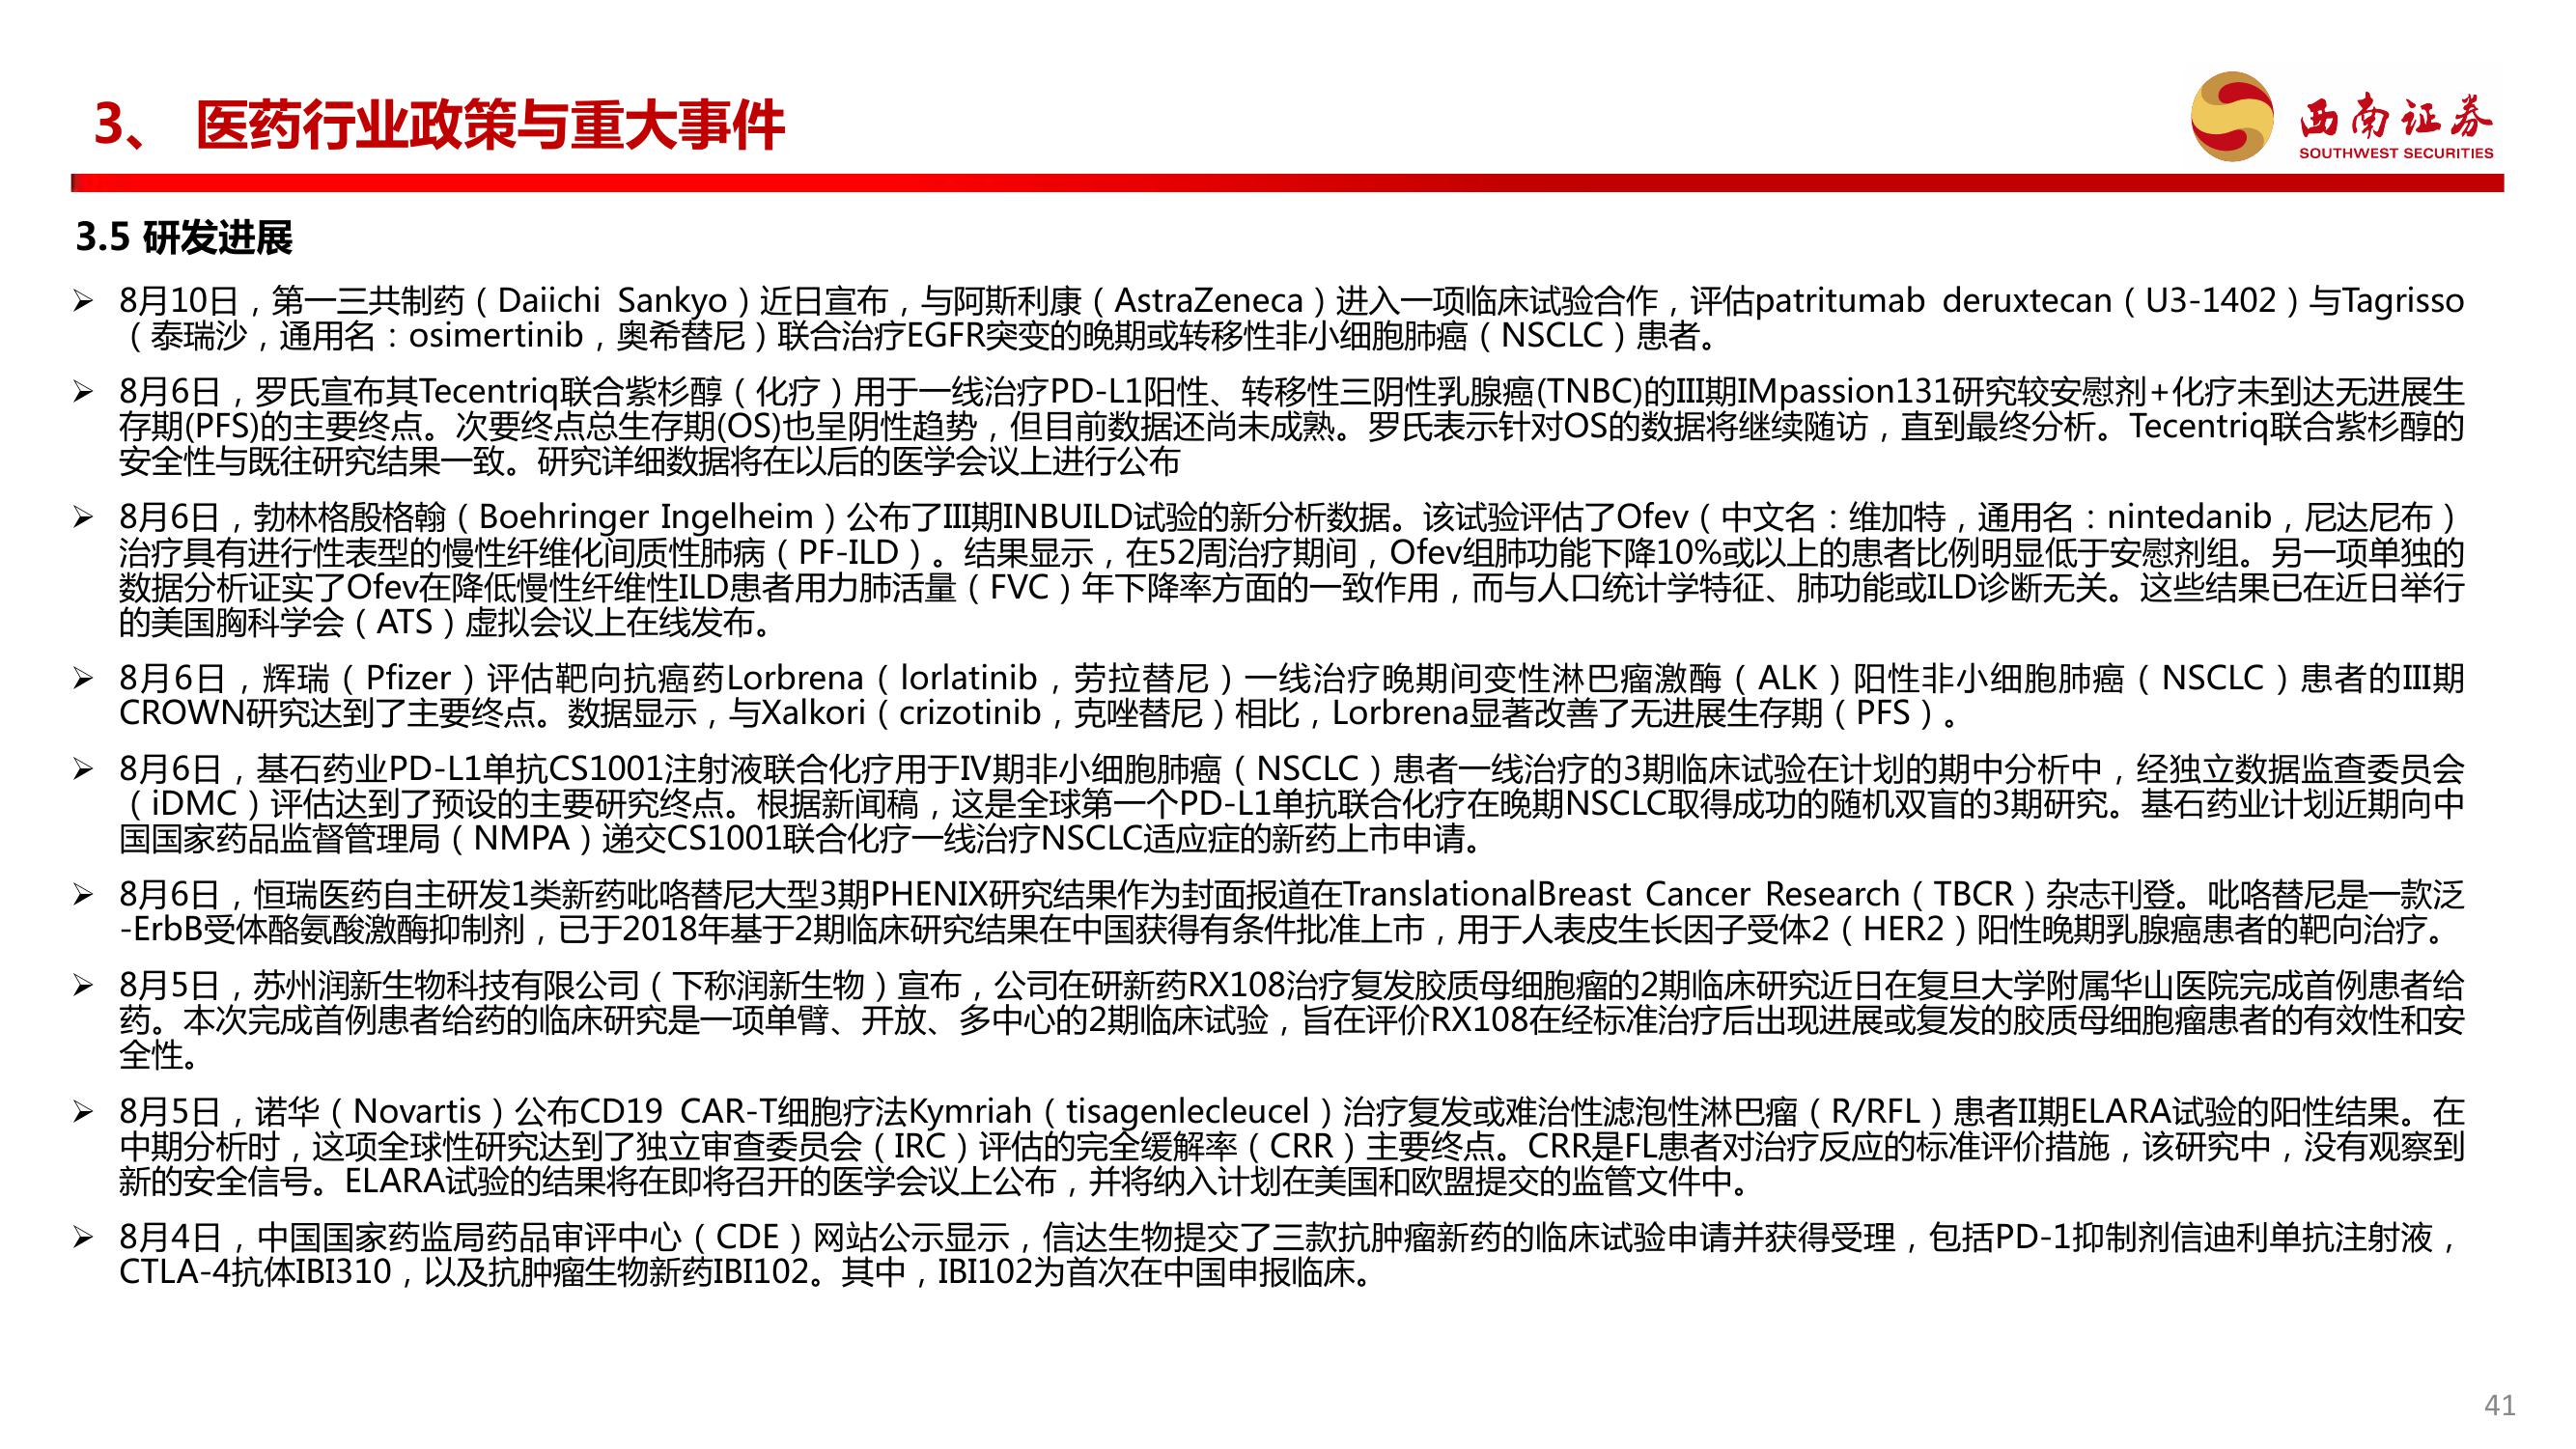 3、 医药行业政策与重大事件
西南证券
SOUTHWEST SECURITIES
3.5 研发进展
➢ 8月10日，第一三共制药（Daiichi Sankyo）近日宣布，与阿斯利康（AstraZeneca）进入一项临床试验合作，评估patritumab deruxtecan（U3-1402）与Tagrisso
（泰瑞沙，通用名：osimertinib，奥希替尼）联合治疗EGFR突变的晚期或转移性非小细胞肺癌（NSCLC）患者。
➢ 8月6日，罗氏宣布其Tecentriq联合紫杉醇（化疗）用于一线治疗PD-L1阳性、转移性三阴性乳腺癌(TNBC)的III期IMpassion131研究较安慰剂+化疗未到达无进展生
存期(PFS)的主要终点。次要终点总生存期(OS)也呈阴性趋势，但目前数据还尚未成熟。罗氏表示针对OS的数据将继续随访，直到最终分析。Tecentriq联合紫杉醇的
安全性与既往研究结果一致。研究详细数据将在以后的医学会议上进行公布
➢ 8月6日，勃林格殷格翰（Boehringer Ingelheim）公布了III期INBUILD试验的新分析数据。该试验评估了Ofev（中文名：维加特，通用名：nintedanib，尼达尼布）
治疗具有进行性表型的慢性纤维化间质性肺病（PF-ILD）。结果显示，在52周治疗期间，Ofev组肺功能下降10%或以上的患者比例明显低于安慰剂组。另一项单独的
数据分析证实了Ofev在降低慢性纤维性ILD患者用力肺活量（FVC）年下降率方面的一致作用，而与人口统计学特征、肺功能或ILD诊断无关。这些结果已在近日举行
的美国胸科学会（ATS）虚拟会议上在线发布。
➢ 8月6日，辉瑞（Pfizer）评估靶向抗癌药Lorbrena（lorlatinib，劳拉替尼）一线治疗晚期间变性淋巴瘤激酶（ALK）阳性非小细胞肺癌（NSCLC）患者的III期
CROWN研究达到了主要终点。数据显示，与Xalkori（crizotinib，克唑替尼）相比，Lorbrena显著改善了无进展生存期（PFS）。
➢ 8月6日，基石药业PD-L1单抗CS1001注射液联合化疗用于IV期非小细胞肺癌（NSCLC）患者一线治疗的3期临床试验在计划的期中分析中，经独立数据监查委员会
（iDMC）评估达到了预设的主要研究终点。根据新闻稿，这是全球第一个PD-L1单抗联合化疗在晚期NSCLC取得成功的随机双盲的3期研究。基石药业计划近期向中
国国家药品监督管理局（NMPA）递交CS1001联合化疗一线治疗NSCLC适应症的新药上市申请。
➢ 8月6日，恒瑞医药自主研发1类新药吡咯替尼大型3期PHENIX研究结果作为封面报道在TranslationalBreast Cancer Research（TBCR）杂志刊登。吡咯替尼是一款泛
-ErbB受体酪氨酸激酶抑制剂，已于2018年基于2期临床研究结果在中国获得有条件批准上市，用于人表皮生长因子受体2（HER2）阳性晚期乳腺癌患者的靶向治疗。
➢ 8月5日，苏州润新生物科技有限公司（下称润新生物）宣布，公司在研新药RX108治疗复发胶质母细胞瘤的2期临床研究近日在复旦大学附属华山医院完成首例患者给
药。本次完成首例患者给药的临床研究是一项单臂、开放、多中心的2期临床试验，旨在评价RX108在经标准治疗后出现进展或复发的胶质母细胞瘤患者的有效性和安
全性。
➢ 8月5日，诺华（Novartis）公布CD19 CAR-T细胞疗法Kymriah（tisagenlecleucel）治疗复发或难治性滤泡性淋巴瘤（R/RFL）患者II期ELARA试验的阳性结果。在
中期分析时，这项全球性研究达到了独立审查委员会（IRC）评估的完全缓解率（CRR）主要终点。CRR是FL患者对治疗反应的标准评价措施，该研究中，没有观察到
新的安全信号。ELARA试验的结果将在即将召开的医学会议上公布，并将纳入计划在美国和欧盟提交的监管文件中。
➢ 8月4日，中国国家药监局药品审评中心（CDE）网站公示显示，信达生物提交了三款抗肿瘤新药的临床试验申请并获得受理，包括PD-1抑制剂信迪利单抗注射液，
CTLA-4抗体IBI310，以及抗肿瘤生物新药IBI102。其中，IBI102为首次在中国申报临床。
41